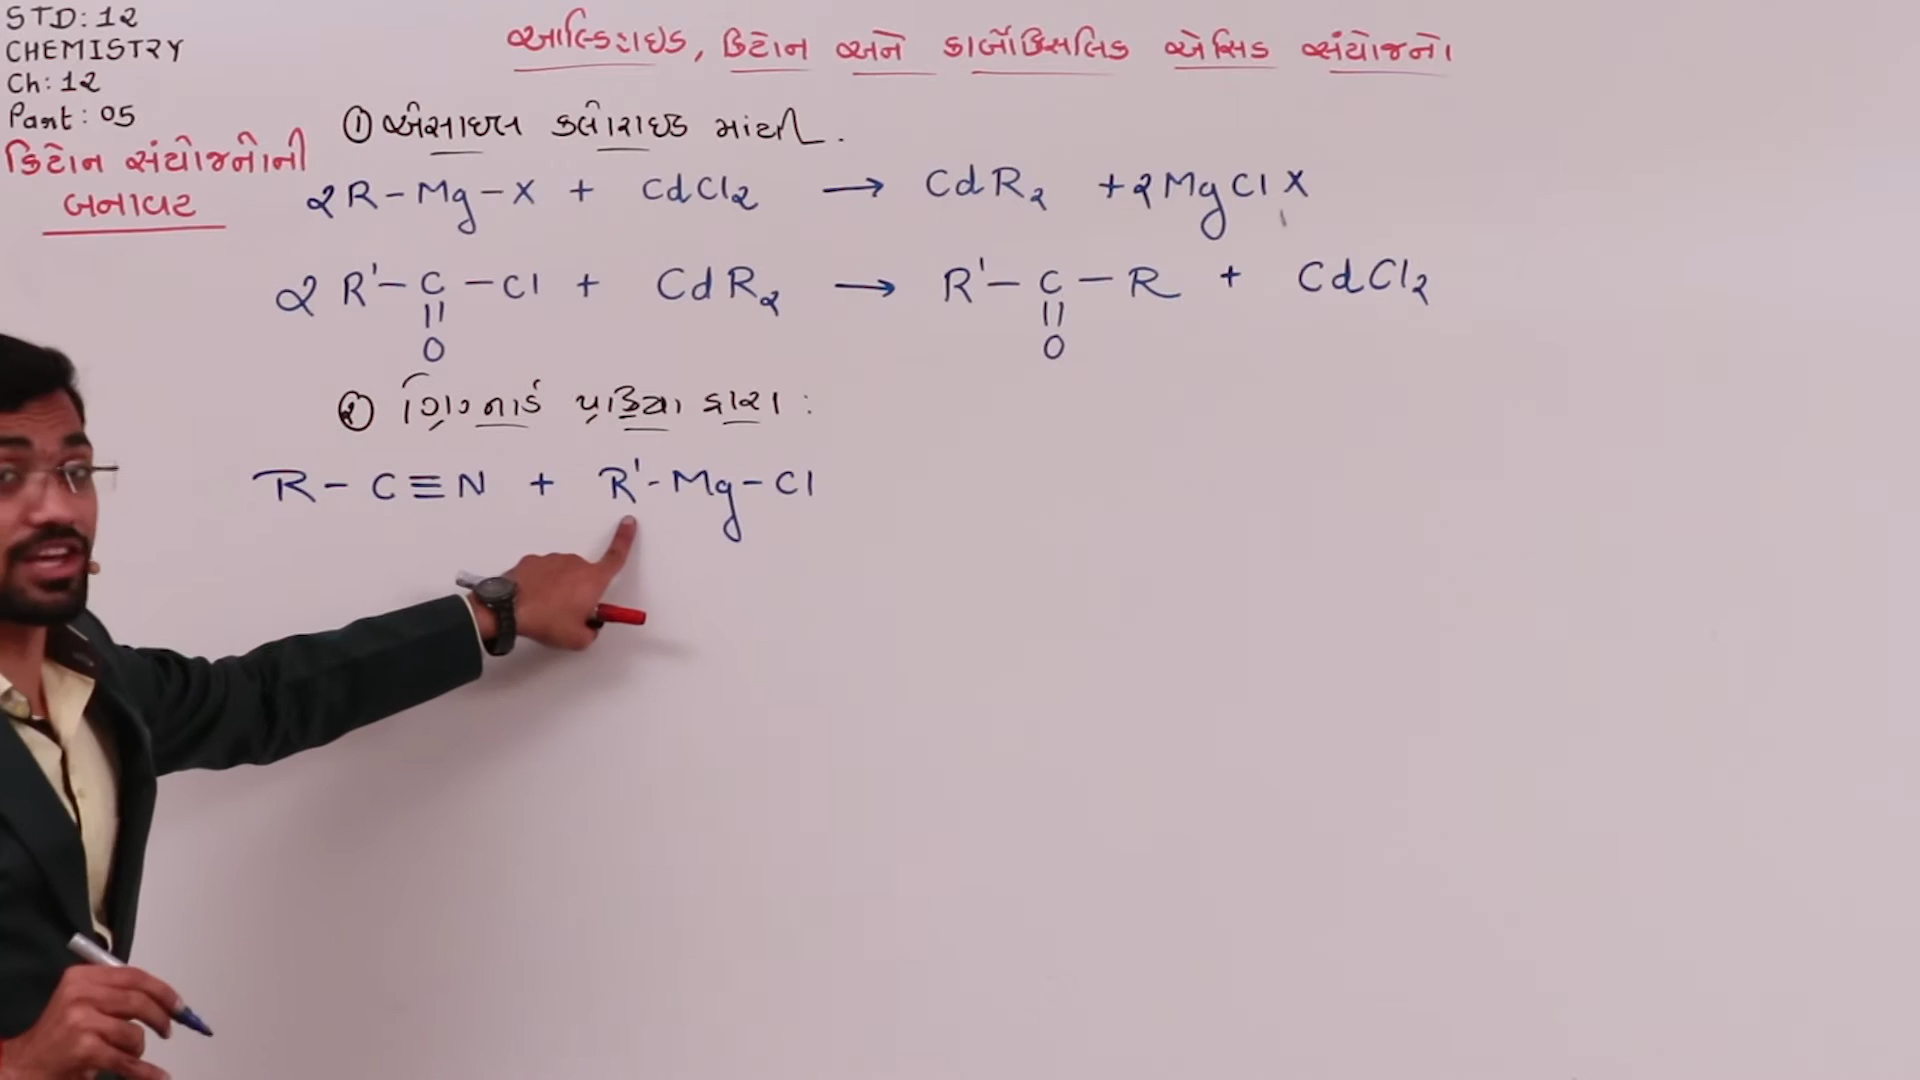 STD: 12
CHEMISTRY
Ch: 12
Part: 05
આલ્ડિહાઇડ, કિટોન અને કાર્બોક્સિલિક એસિડ સંયોજનો
કિટોન સંયોજનોની
બનાવટ
① એસાઇલ ક્લોરાઇડ માંથી.
2R-Mg-X + CdCl₂ → CdR₂ + 2MgClX
2 R'-C-Cl + CdR₂ → R'-C-R + CdCl₂
|| ||
O O
② ગ્રિગ્નાર્ડ પ્રક્રિયા દ્વારા :
R-C≡N + R'-Mg-Cl